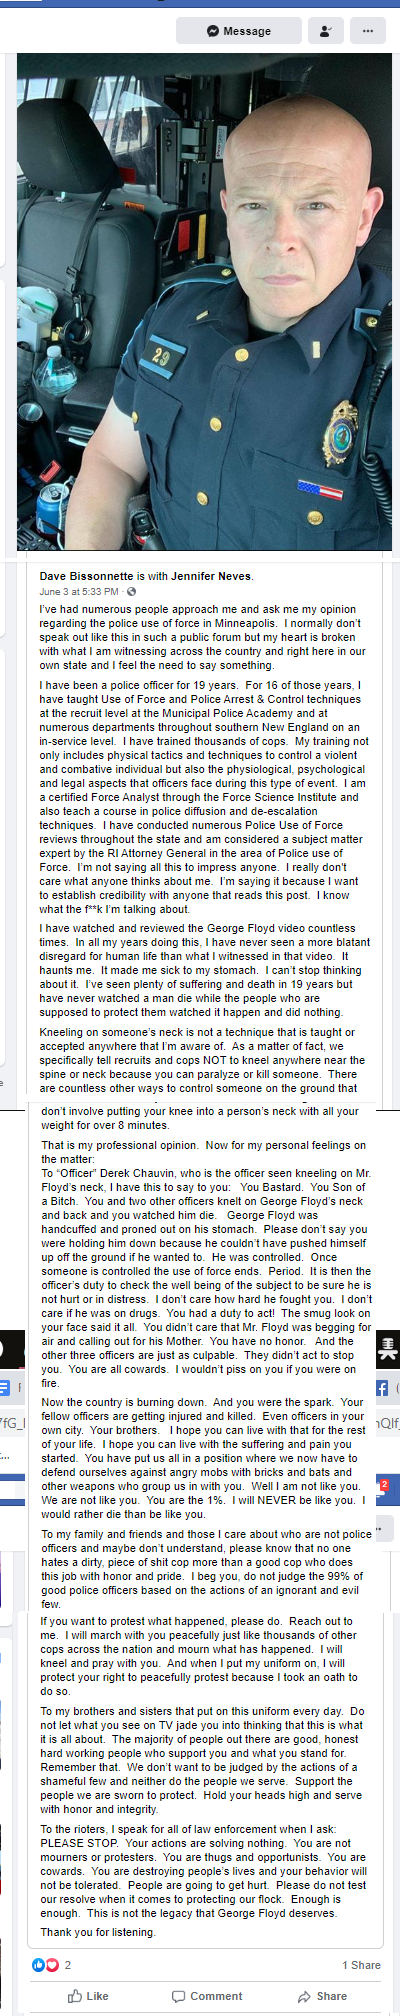 Message
29
Dave Bissonnette is with Jennifer Neves.
June 3 at 5:33 PM ·
I've had numerous people approach me and ask me my opinion
regarding the police use of force in Minneapolis. I normally don't
speak out like this in such a public forum but my heart is broken
with what I am witnessing across the country and right here in our
own state and I feel the need to say something.
I have been a police officer for 19 years. For 16 of those years, I
have taught Use of Force and Police Arrest & Control techniques
at the recruit level at the Municipal Police Academy and at
numerous departments throughout southern New England on an
in-service level. I have trained thousands of cops. My training not
only includes physical tactics and techniques to control a violent
and combative individual but also the physiological, psychological
and legal aspects that officers face during this type of event. I am
a certified Force Analyst through the Force Science Institute and
also teach a course in police diffusion and de-escalation
techniques. I have conducted numerous Police Use of Force
reviews throughout the state and am considered a subject matter
expert by the RI Attorney General in the area of Police use of
Force. I'm not saying all this to impress anyone. I really don't
care what anyone thinks about me. I'm saying it because I want
to establish credibility with anyone that reads this post. I know
what the f**k I'm talking about.
I have watched and reviewed the George Floyd video countless
times. In all my years doing this, I have never seen a more blatant
disregard for human life than what I witnessed in that video. It
haunts me. It made me sick to my stomach. I can't stop thinking
about it. I've seen plenty of suffering and death in 19 years but
have never watched a man die while the people who are
supposed to protect them watched it happen and did nothing.
Kneeling on someone's neck is not a technique that is taught or
accepted anywhere that I'm aware of. As a matter of fact, we
specifically tell recruits and cops NOT to kneel anywhere near the
spine or neck because you can paralyze or kill someone. There
are countless other ways to control someone on the ground that
don't involve putting your knee into a person's neck with all your
weight for over 8 minutes.
That is my professional opinion. Now for my personal feelings on
the matter:
To "Officer" Derek Chauvin, who is the officer seen kneeling on Mr.
Floyd's neck, I have this to say to you: You Bastard. You Son of
a Bitch. You and two other officers knelt on George Floyd's neck
and back and you watched him die. George Floyd was
handcuffed and proned out on his stomach. Please don't say you
were holding him down because he couldn't have pushed himself
up off the ground if he wanted to. He was controlled. Once
someone is controlled the use of force ends. Period. It is then the
officer's duty to check the well being of the subject to be sure he is
not hurt or in distress. I don't care how hard he fought you. I don't
care if he was on drugs. You had a duty to act! The smug look on
your face said it all. You didn't care that Mr. Floyd was begging for
air and calling out for his Mother. You have no honor. And the
other three officers are just as culpable. They didn't act to stop
you. You are all cowards. I wouldn't piss on you if you were on
fire.
Now the country is burning down. And you were the spark. Your
fellow officers are getting injured and killed. Even officers in your
own city. Your brothers. I hope you can live with that for the rest
of your life. I hope you can live with the suffering and pain you
started. You have put us all in a position where we now have to
defend ourselves against angry mobs with bricks and bats and
other weapons who group us in with you. Well I am not like you.
We are not like you. You are the 1%. I will NEVER be like you. I
would rather die than be like you.
To my family and friends and those I care about who are not police
officers and maybe don't understand, please know that no one
hates a dirty, piece of shit cop more than a good cop who does
this job with honor and pride. I beg you, do not judge the 99% of
good police officers based on the actions of an ignorant and evil
few.
If you want to protest what happened, please do. Reach out to
me. I will march with you peacefully just like thousands of other
cops across the nation and mourn what has happened. I will
kneel and pray with you. And when I put my uniform on, I will
protect your right to peacefully protest because I took an oath to
do so.
To my brothers and sisters that put on this uniform every day. Do
not let what you see on TV jade you into thinking that this is what
it is all about. The majority of people out there are good, honest
hard working people who support you and what you stand for.
Remember that. We don't want to be judged by the actions of a
shameful few and neither do the people we serve. Support the
people we are sworn to protect. Hold your heads high and serve
with honor and integrity.
To the rioters, I speak for all of law enforcement when I ask:
PLEASE STOP. Your actions are solving nothing. You are not
mourners or protesters. You are thugs and opportunists. You are
cowards. You are destroying people's lives and your behavior will
not be tolerated. People are going to get hurt. Please do not test
our resolve when it comes to protecting our flock. Enough is
enough. This is not the legacy that George Floyd deserves.
Thank you for listening.
2
1 Share
Like Comment Share